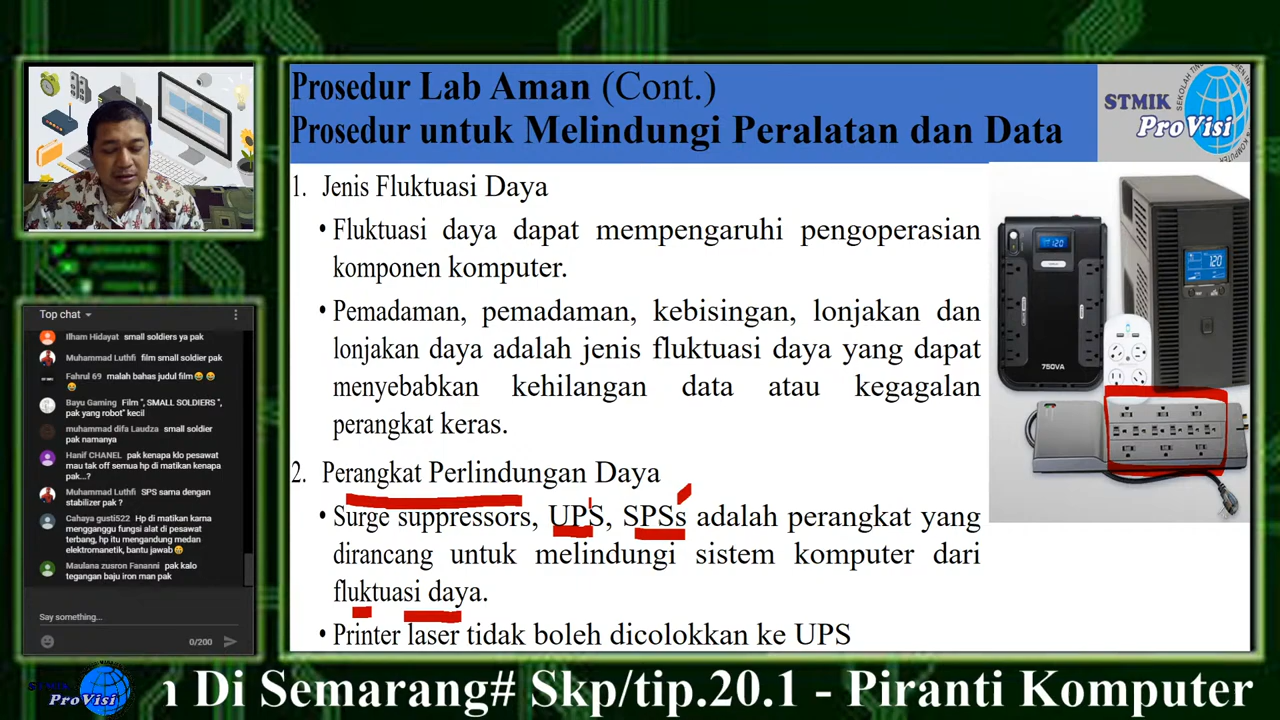 Prosedur Lab Aman (Cont.)
Prosedur untuk Melindungi Peralatan dan Data
STMIK
ProVisi
1. Jenis Fluktuasi Daya
• Fluktuasi daya dapat mempengaruhi pengoperasian
komponen komputer.
• Pemadaman, pemadaman, kebisingan, lonjakan dan
lonjakan daya adalah jenis fluktuasi daya yang dapat
menyebabkan kehilangan data atau kegagalan
perangkat keras.
2. Perangkat Perlindungan Daya
• Surge suppressors, UPS, SPSs adalah perangkat yang
dirancang untuk melindungi sistem komputer dari
fluktuasi daya.
• Printer laser tidak boleh dicolokkan ke UPS
120
750VA
120
Top chat
Ilham Hidayat small soldiers ya pak
Muhammad Luthfi film small soldier pak
Fahrul 69 malah bahas judul film
Bayu Gaming Film ", SMALL SOLDIERS ",
pak yang robot" kecil
muhammad difa Laudza small soldier
pak namanya
Hanif CHANEL pak kenapa klo pesawat
mau tak off semua hp di matikan kenapa
pak...?
Muhammad Luthfi SPS sama dengan
stabilizer pak ?
Cahaya gusti522 Hp di matikan karna
mengganggu fungsi alat di pesawat
terbang, hp itu mengandung medan
elektromanetik, bantu jawab
Maulana zusron Fananni pak kalo
tegangan baju iron man pak
Say something...
0/200
STMIK
ProVisi
n Di Semarang# Skp/tip.20.1 - Piranti Komputer